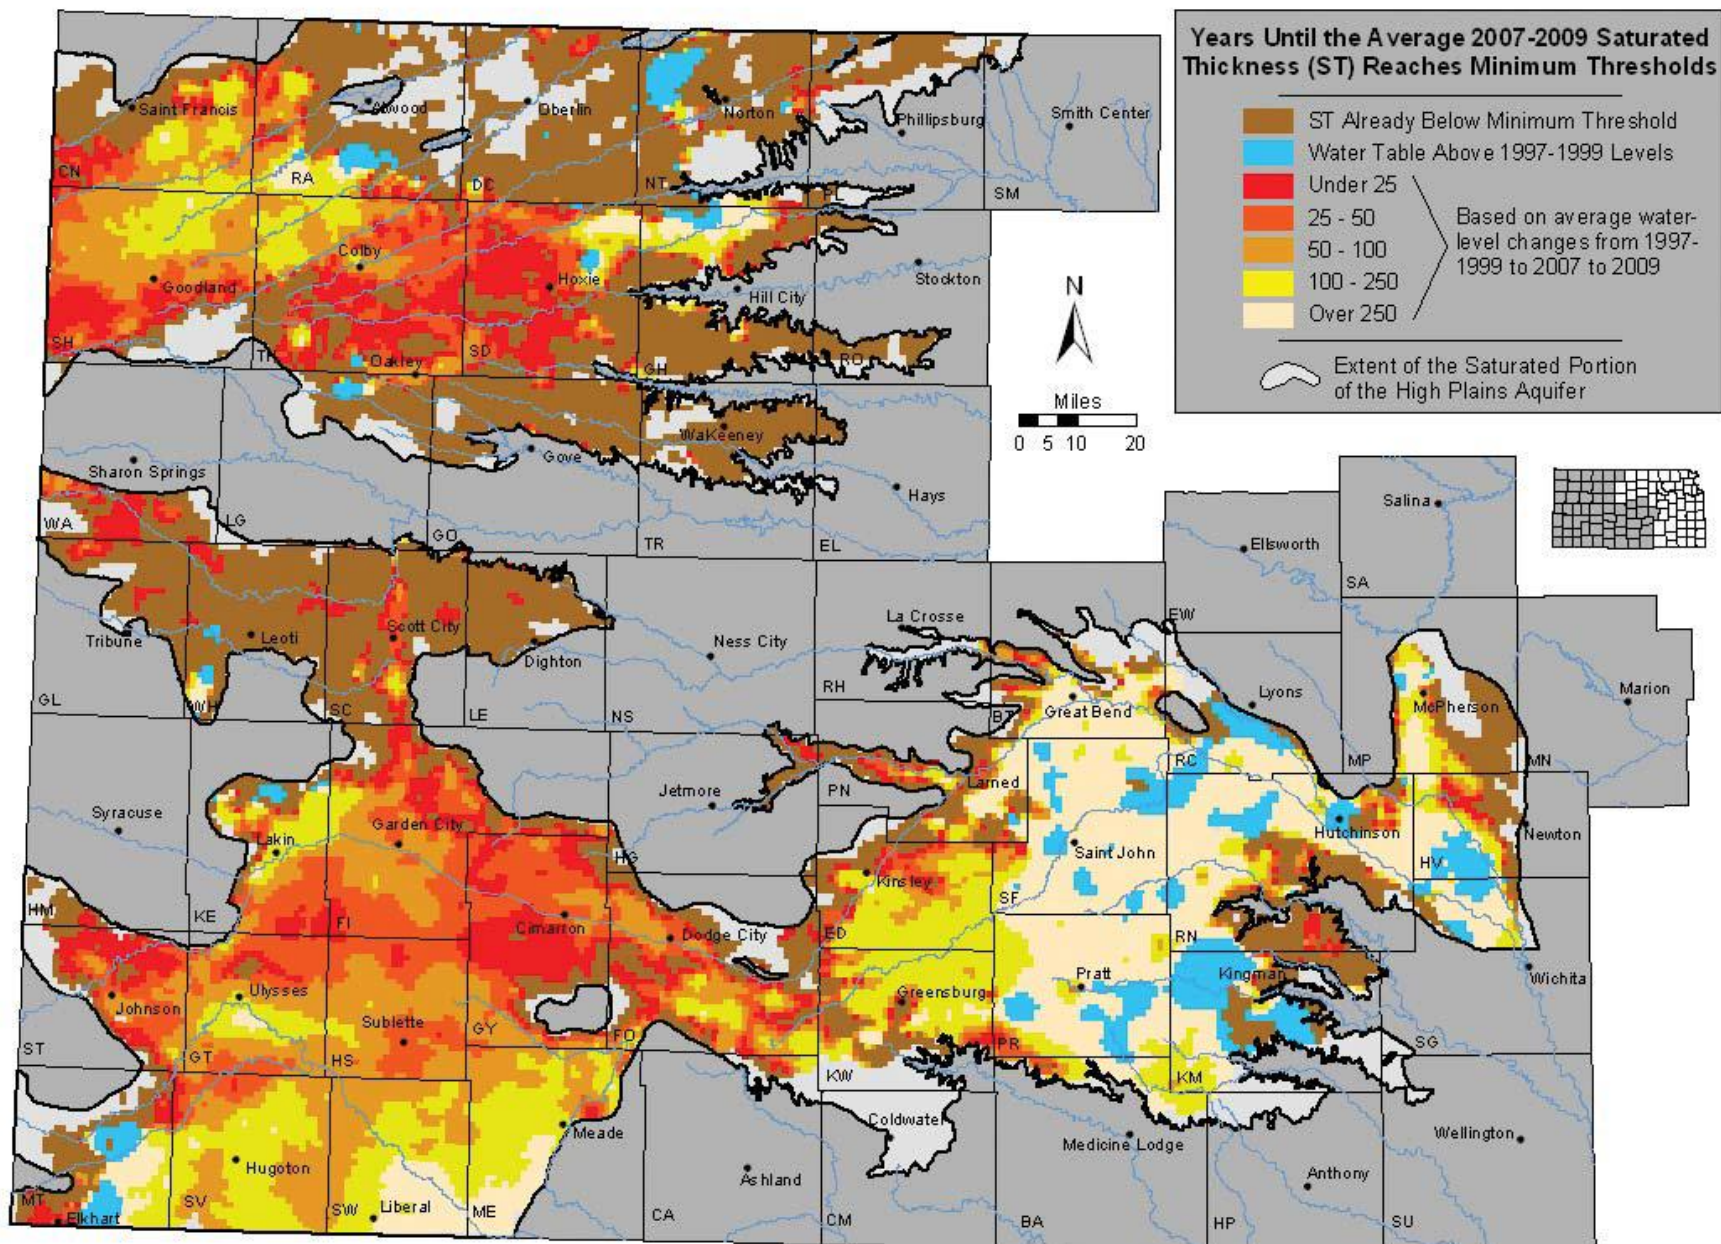 Years Until the Average 2007-2009 Saturated
Thickness (ST) Reaches Minimum Thresholds
ST Already Below Minimum Threshold
Water Table Above 1997-1999 Levels
Under 25
25 - 50
50 - 100
100 - 250
Over 250
Based on average water-
level changes from 1997-
1999 to 2007 to 2009
Extent of the Saturated Portion
of the High Plains Aquifer
N
Miles
0 5 10 20
Saint Francis
Atwood
Oberlin
Norton
Phillipsburg
Smith Center
CN
RA
DC
NT
SM
Colby
Goodland
Hoxie
Hill City
Stockton
SH
Oakley
SD
GH
RO
WaKeeney
Sharon Springs
Gove
Hays
WA
LG
GO
TR
EL
Salina
Ellsworth
SA
Tribune
Leoti
Scott City
Dighton
Ness City
La Crosse
EW
Lyons
Marion
GL
WH
SC
LE
NS
RH
BT
Great Bend
McPherson
RC
MP
MN
Syracuse
Lakin
Garden City
Jetmore
PN
Larned
Hutchinson
Newton
HG
Kinsley
Saint John
HV
SF
HM
KE
FI
Cimarron
Dodge City
ED
RN
Johnson
Ulysses
Sublette
Greensburg
Pratt
Kingman
Wichita
ST
GT
HS
GY
FO
KW
PR
KM
SG
Meade
Coldwater
Medicine Lodge
Wellington
Hugoton
Ashland
Anthony
MT
Elkhart
SV
SW
Liberal
ME
CA
CM
BA
HP
SU